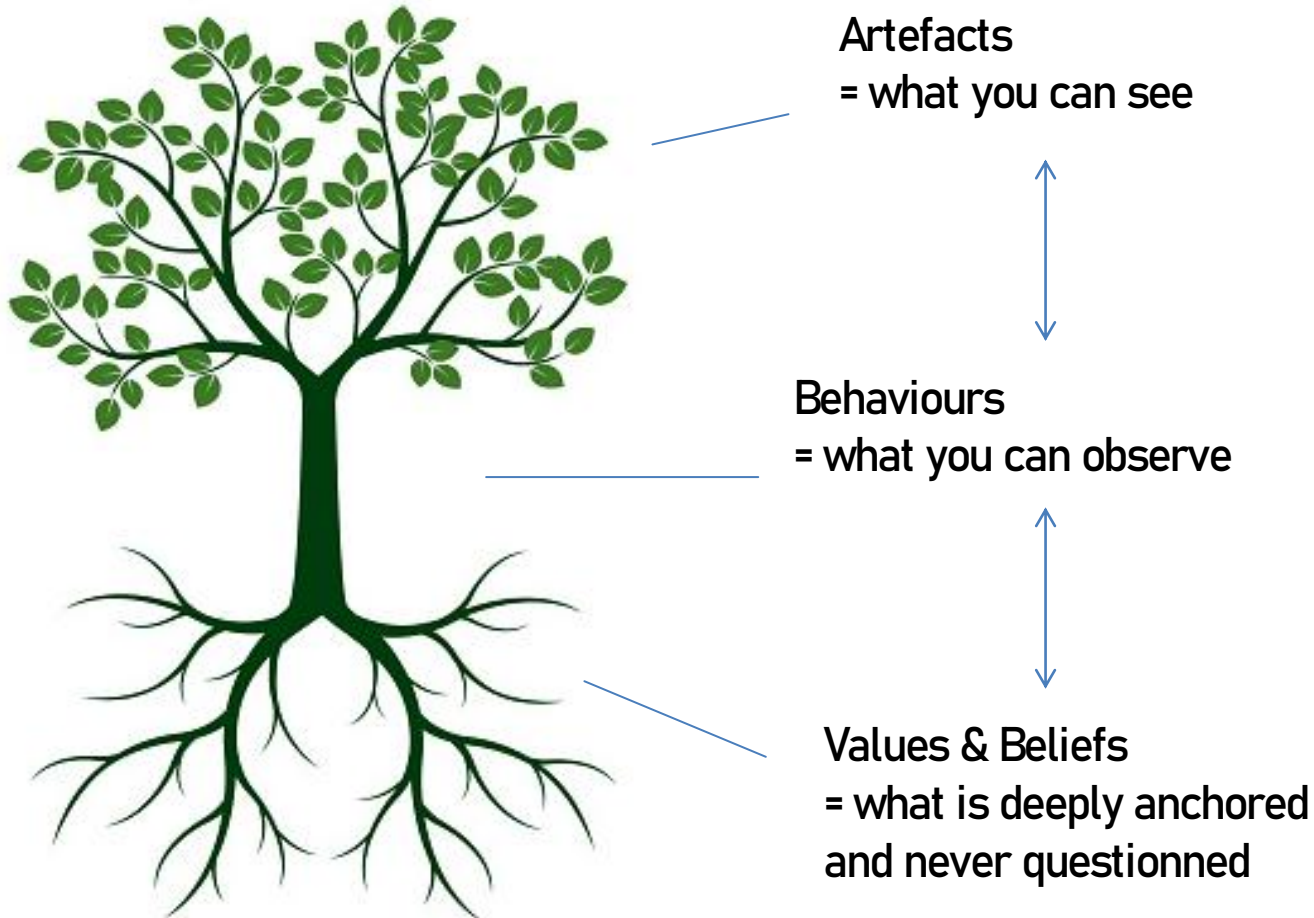 Artefacts
= what you can see
Behaviours
= what you can observe
Values & Beliefs
= what is deeply anchored
and never questionned